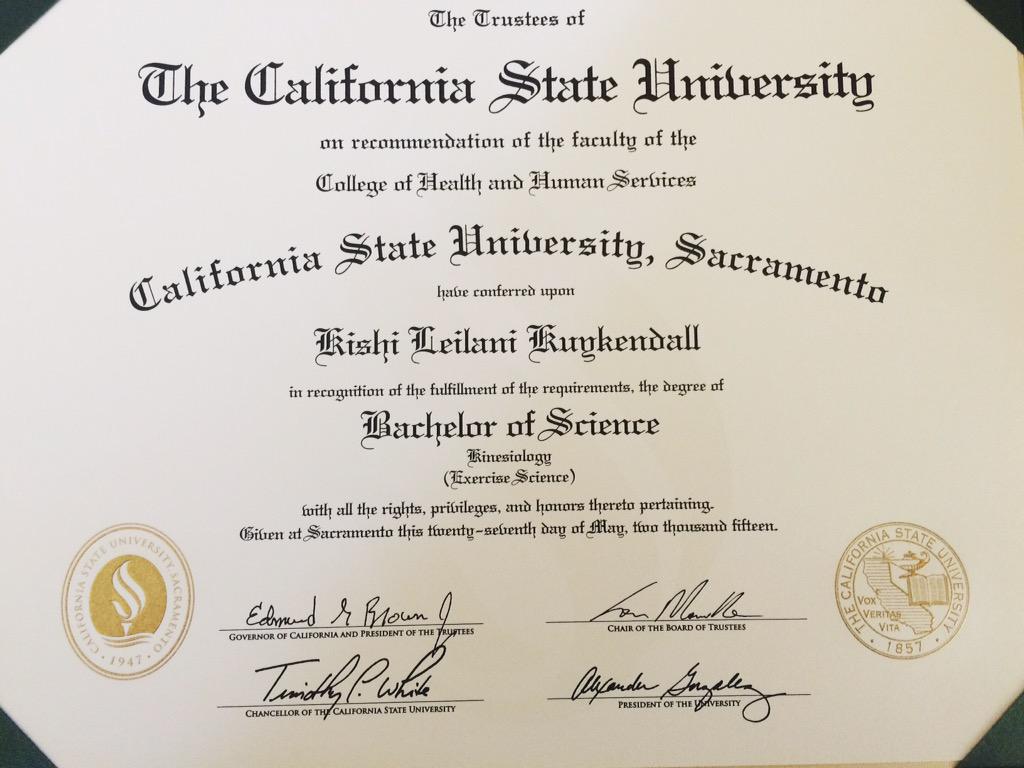 The Trustees of
The California State University
on recommendation of the faculty of the
College of Health and Human Services
California State University, Sacramento
have conferred upon
Kishi Leilani Kuykendall
in recognition of the fulfillment of the requirements, the degree of
Bachelor of Science
Kinesiology
(Exercise Science)
with all the rights, privileges, and honors thereto pertaining.
Given at Sacramento this twenty-seventh day of May, two thousand fifteen.
CALIFORNIA STATE UNIVERSITY, SACRAMENTO
• 1947 •
Edmund G Brown Jr
GOVERNOR OF CALIFORNIA AND PRESIDENT OF THE TRUSTEES
CHAIR OF THE BOARD OF TRUSTEES
Timothy P. White
CHANCELLOR OF THE CALIFORNIA STATE UNIVERSITY
Alexander Gonzalez
PRESIDENT OF THE UNIVERSITY
THE CALIFORNIA STATE UNIVERSITY
VOX
VERITAS
VITA
• 1857 •